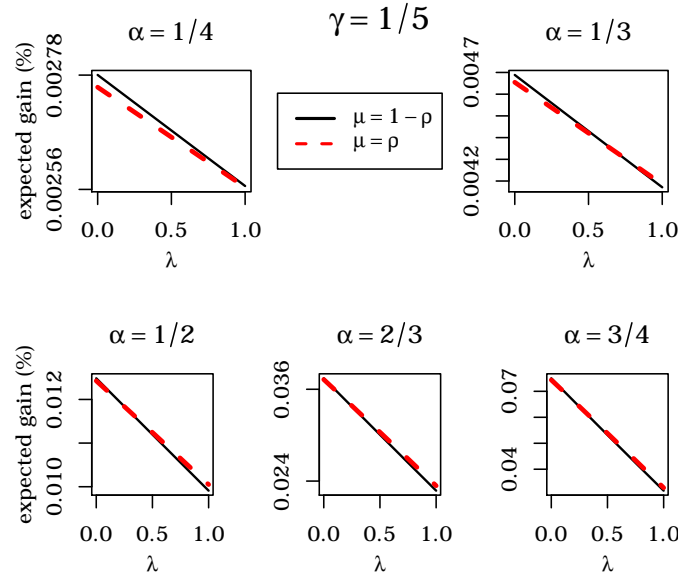 γ = 1/5
α = 1/4
expected gain (%)
0.00278
0.00256
0.0 0.5 1.0
λ
μ = 1 − ρ
μ = ρ
α = 1/3
0.0047
0.0042
0.0 0.5 1.0
λ
α = 1/2
expected gain (%)
0.012
0.010
0.0 0.5 1.0
λ
α = 2/3
0.036
0.024
0.0 0.5 1.0
λ
α = 3/4
0.07
0.04
0.0 0.5 1.0
λ